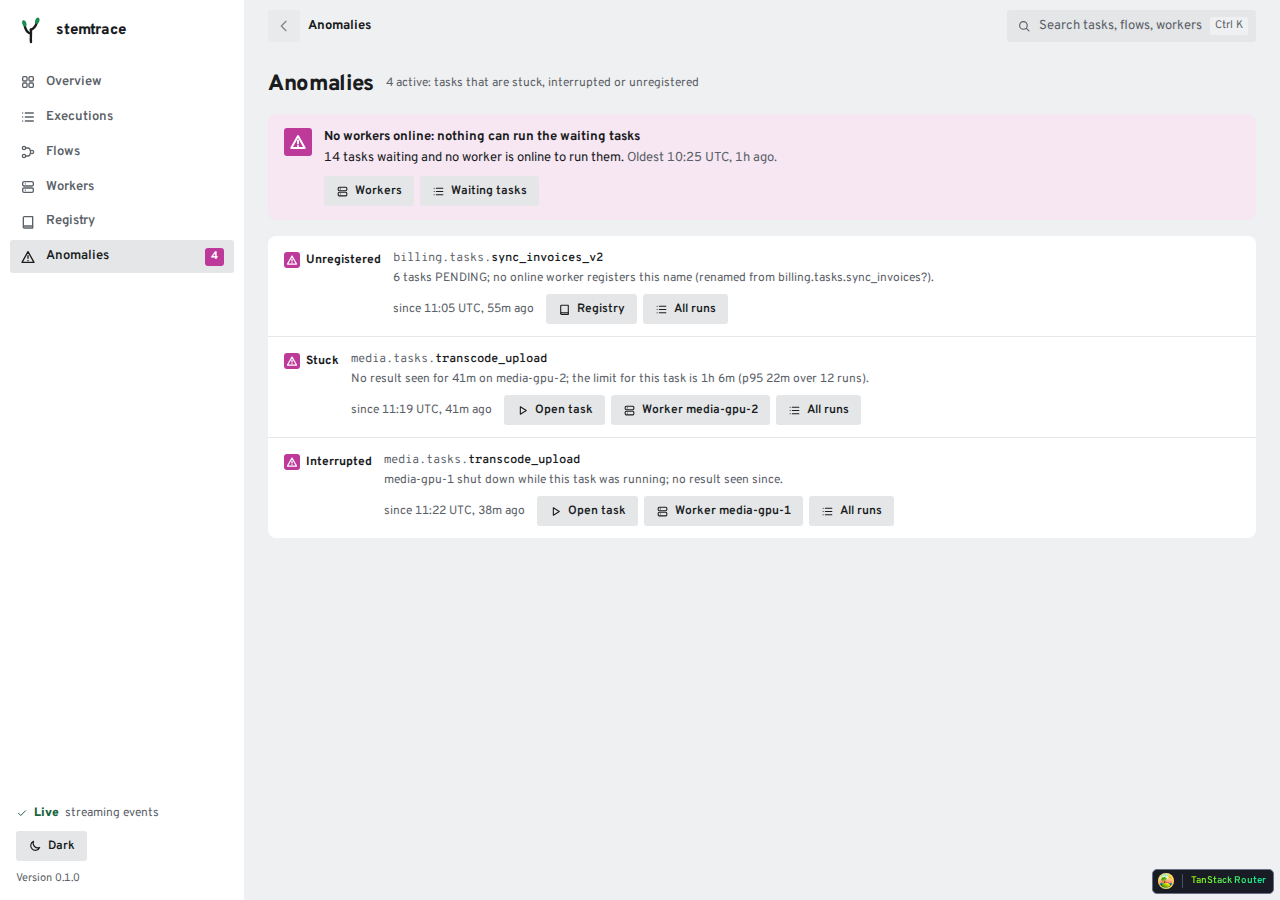 stemtrace
Overview
Executions
Flows
Workers
Registry
Anomalies 4
Live streaming events
Dark
Version 0.1.0
Anomalies
Search tasks, flows, workers Ctrl K
Anomalies 4 active: tasks that are stuck, interrupted or unregistered
No workers online: nothing can run the waiting tasks
14 tasks waiting and no worker is online to run them. Oldest 10:25 UTC, 1h ago.
Workers Waiting tasks
Unregistered billing.tasks.sync_invoices_v2
6 tasks PENDING; no online worker registers this name (renamed from billing.tasks.sync_invoices?).
since 11:05 UTC, 55m ago Registry All runs
Stuck media.tasks.transcode_upload
No result seen for 41m on media-gpu-2; the limit for this task is 1h 6m (p95 22m over 12 runs).
since 11:19 UTC, 41m ago Open task Worker media-gpu-2 All runs
Interrupted media.tasks.transcode_upload
media-gpu-1 shut down while this task was running; no result seen since.
since 11:22 UTC, 38m ago Open task Worker media-gpu-1 All runs
TanStack Router